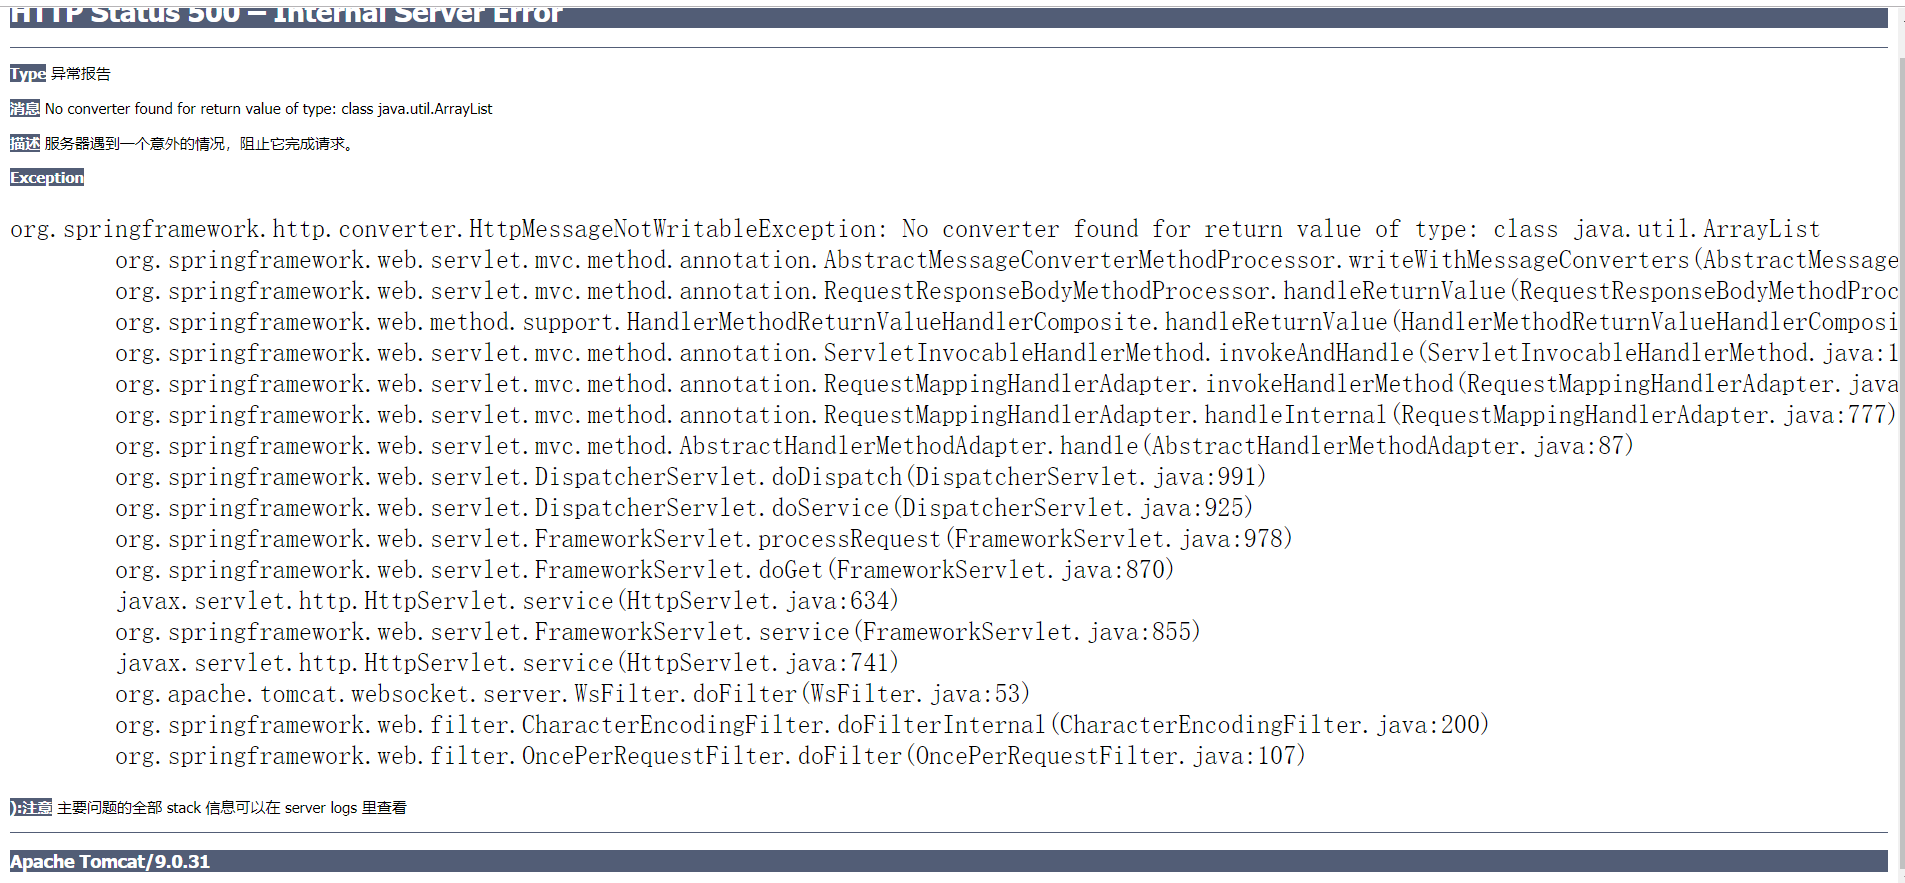 HTTP Status 500 – Internal Server Error
Type 异常报告
消息 No converter found for return value of type: class java.util.ArrayList
描述 服务器遇到一个意外的情况，阻止它完成请求。
Exception
org.springframework.http.converter.HttpMessageNotWritableException: No converter found for return value of type: class java.util.ArrayList
org.springframework.web.servlet.mvc.method.annotation.AbstractMessageConverterMethodProcessor.writeWithMessageConverters(AbstractMessage
org.springframework.web.servlet.mvc.method.annotation.RequestResponseBodyMethodProcessor.handleReturnValue(RequestResponseBodyMethodProc
org.springframework.web.method.support.HandlerMethodReturnValueHandlerComposite.handleReturnValue(HandlerMethodReturnValueHandlerComposi
org.springframework.web.servlet.mvc.method.annotation.ServletInvocableHandlerMethod.invokeAndHandle(ServletInvocableHandlerMethod.java:1
org.springframework.web.servlet.mvc.method.annotation.RequestMappingHandlerAdapter.invokeHandlerMethod(RequestMappingHandlerAdapter.java
org.springframework.web.servlet.mvc.method.annotation.RequestMappingHandlerAdapter.handleInternal(RequestMappingHandlerAdapter.java:777)
org.springframework.web.servlet.mvc.method.AbstractHandlerMethodAdapter.handle(AbstractHandlerMethodAdapter.java:87)
org.springframework.web.servlet.DispatcherServlet.doDispatch(DispatcherServlet.java:991)
org.springframework.web.servlet.DispatcherServlet.doService(DispatcherServlet.java:925)
org.springframework.web.servlet.FrameworkServlet.processRequest(FrameworkServlet.java:978)
org.springframework.web.servlet.FrameworkServlet.doGet(FrameworkServlet.java:870)
javax.servlet.http.HttpServlet.service(HttpServlet.java:634)
org.springframework.web.servlet.FrameworkServlet.service(FrameworkServlet.java:855)
javax.servlet.http.HttpServlet.service(HttpServlet.java:741)
org.apache.tomcat.websocket.server.WsFilter.doFilter(WsFilter.java:53)
org.springframework.web.filter.CharacterEncodingFilter.doFilterInternal(CharacterEncodingFilter.java:200)
org.springframework.web.filter.OncePerRequestFilter.doFilter(OncePerRequestFilter.java:107)
):注意 主要问题的全部 stack 信息可以在 server logs 里查看
Apache Tomcat/9.0.31